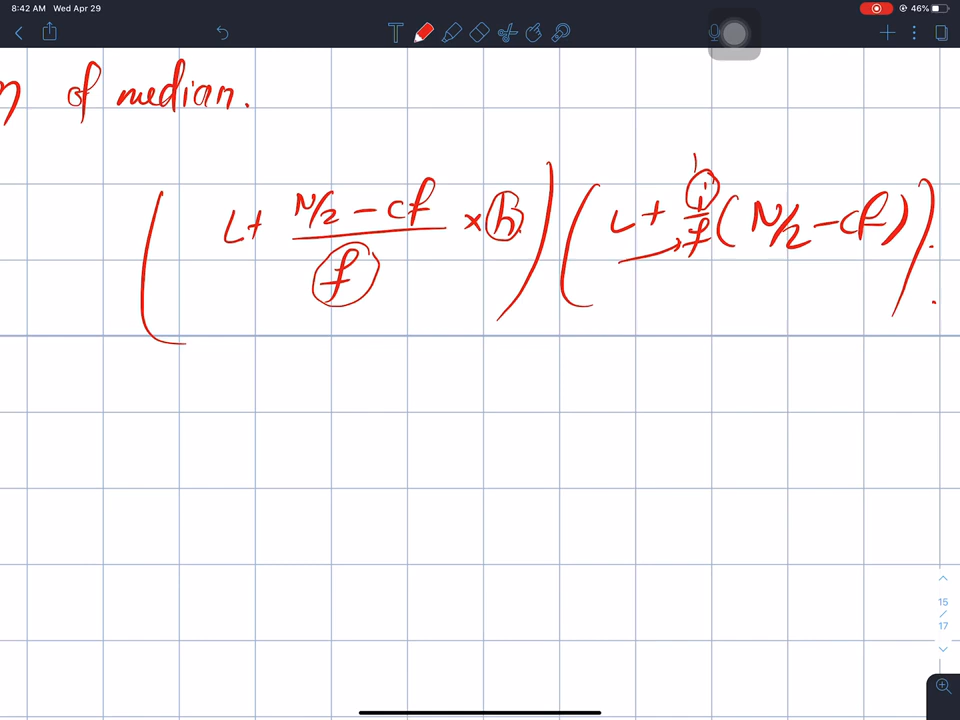 8:42 AM Wed Apr 29
46%
T
of median.
( L+ (N/2 - cf)/f × h ) ( L + i/f (N/2 - cf) ).
15
/
17